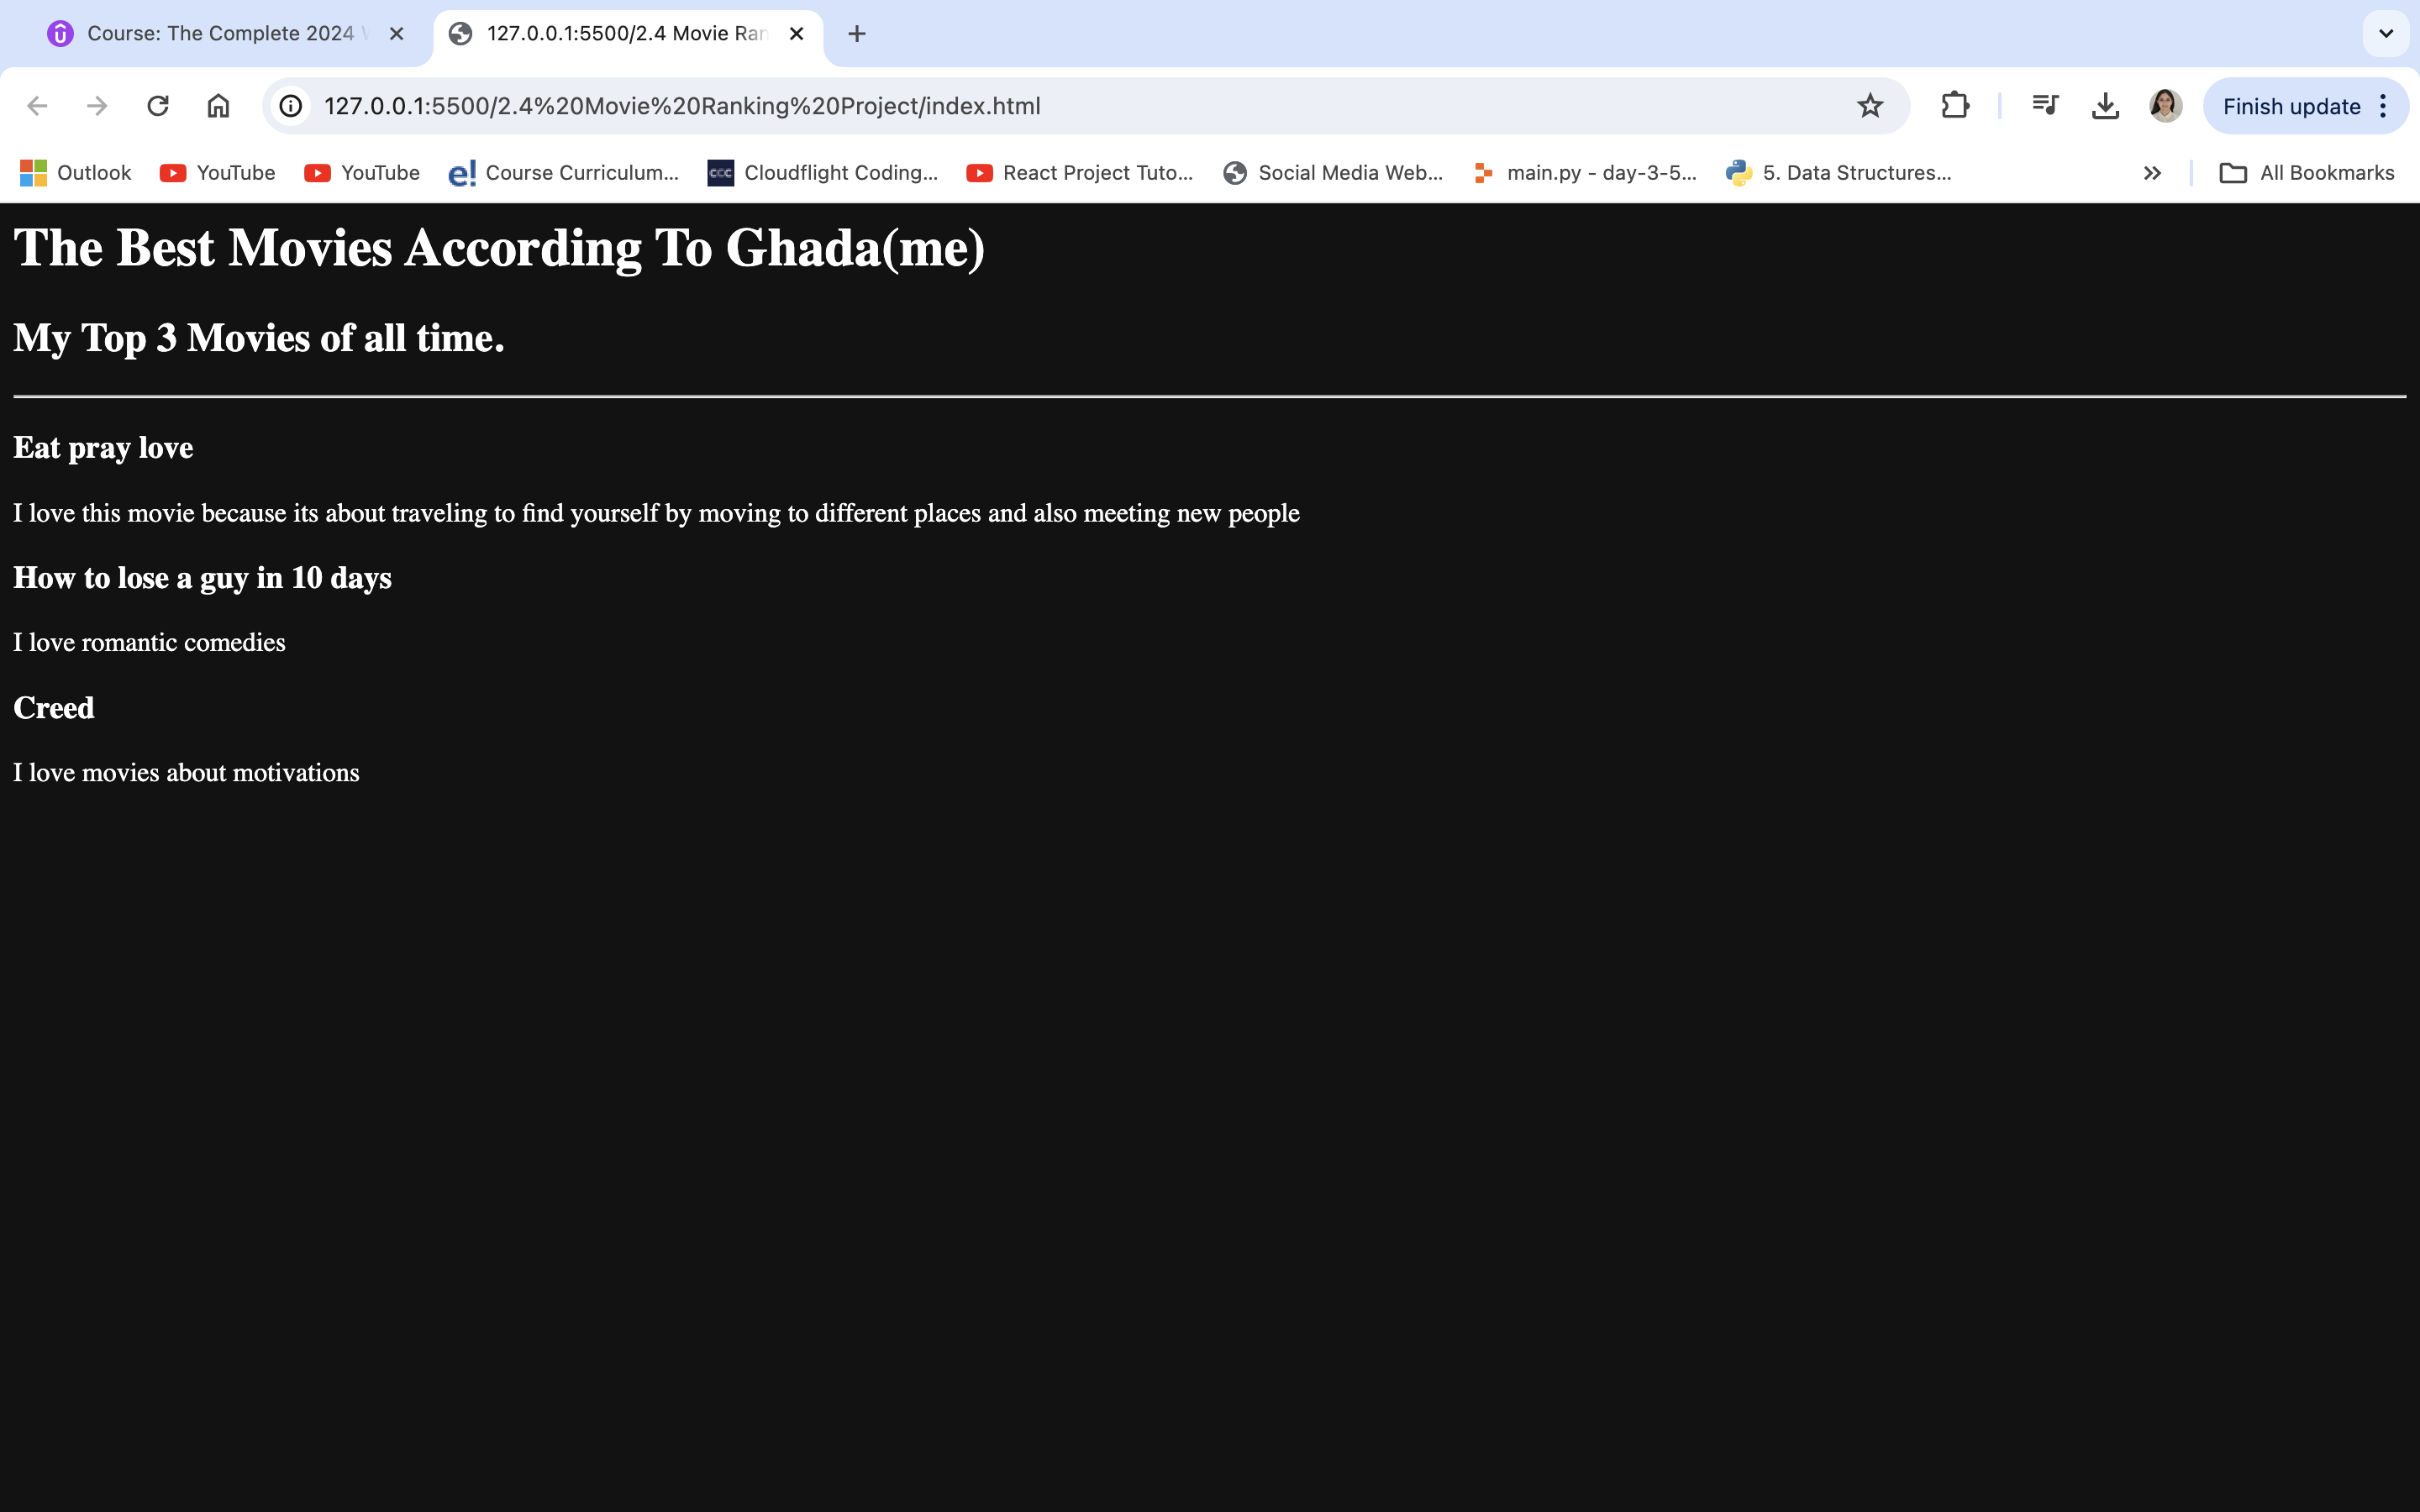 Course: The Complete 2024
127.0.0.1:5500/2.4 Movie Ran
127.0.0.1:5500/2.4%20Movie%20Ranking%20Project/index.html
Finish update
Outlook YouTube YouTube e! Course Curriculum... CCC Cloudflight Coding... React Project Tuto... Social Media Web... main.py - day-3-5... 5. Data Structures... All Bookmarks
The Best Movies According To Ghada(me)
My Top 3 Movies of all time.
Eat pray love
I love this movie because its about traveling to find yourself by moving to different places and also meeting new people
How to lose a guy in 10 days
I love romantic comedies
Creed
I love movies about motivations